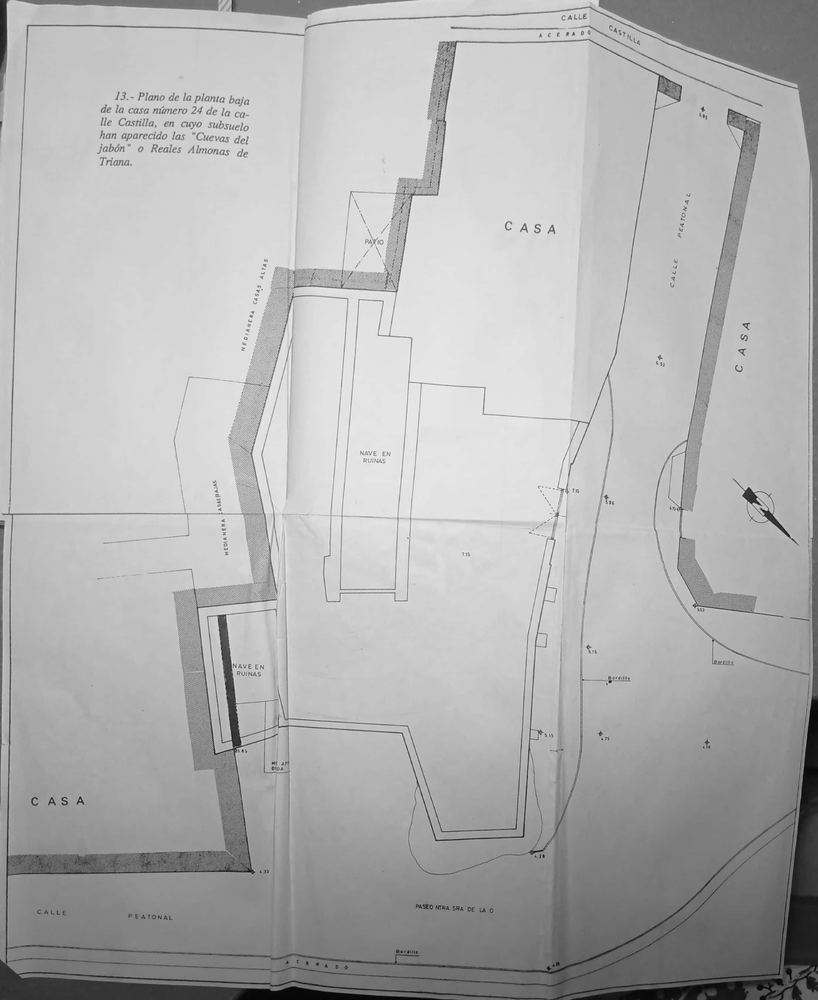 CALLE
CASTILLA
ACERADO
13.- Plano de la planta baja
de la casa número 24 de la ca-
lle Castilla, en cuyo subsuelo
han aparecido las "Cuevas del
jabón" o Reales Almonas de
Triana.
6.85
CASA
CALLE PEATONAL
PATIO
MEDIANERA CASAS ALTAS
CASA
6.53
NAVE EN
RUINAS
7.15
5.96
6.15
MEDIANERA CASAS BAJAS
7.15
5.53
5.15
Bordillo
NAVE EN
RUINAS
Bordillo
5.15
4.75
4.36
3.85
DIDA
CASA
4.28
4.33
PASEO NTRA SRA DE LA O
CALLE PEATONAL
Bordillo
ACERADO